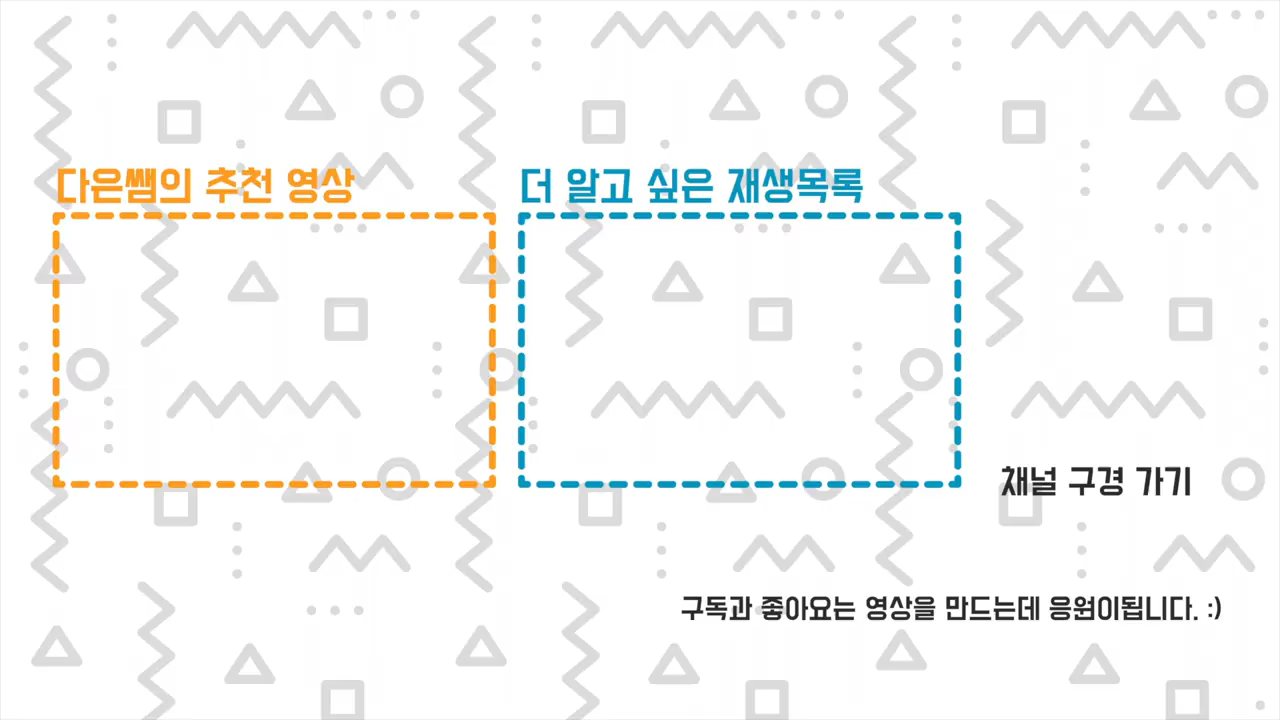 다은쌤의 추천 영상
더 알고 싶은 재생목록
채널 구경 가기
구독과 좋아요는 영상을 만드는데 응원이됩니다. :)